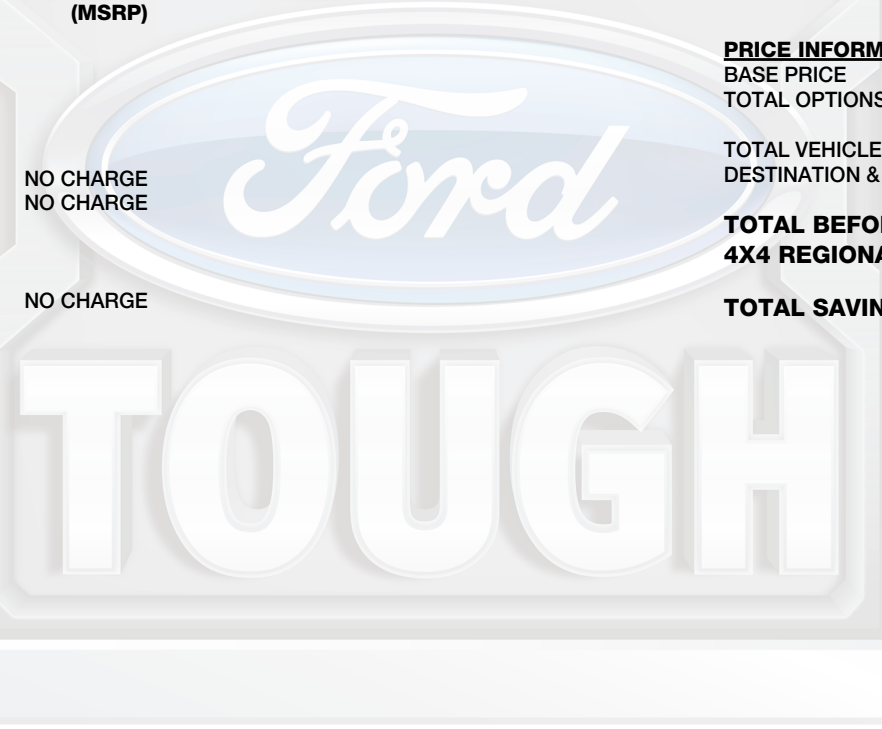 (MSRP)
NO CHARGE
NO CHARGE
NO CHARGE
PRICE INFORM
BASE PRICE
TOTAL OPTIONS
TOTAL VEHICLE
DESTINATION &
TOTAL BEFO
4X4 REGIONA
TOTAL SAVIN
Ford
TOUGH